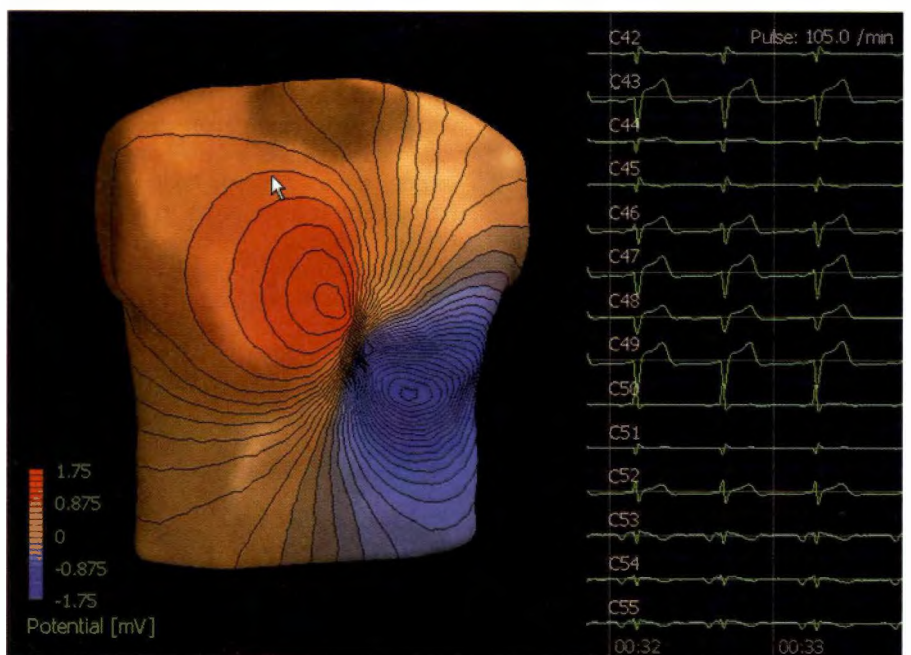 C42
Pulse: 105.0 /min
C43
C44
C45
C46
C47
C48
C49
C50
C51
C52
C53
C54
C55
00:32
00:33
1.75
0.875
0
-0.875
-1.75
Potential [mV]